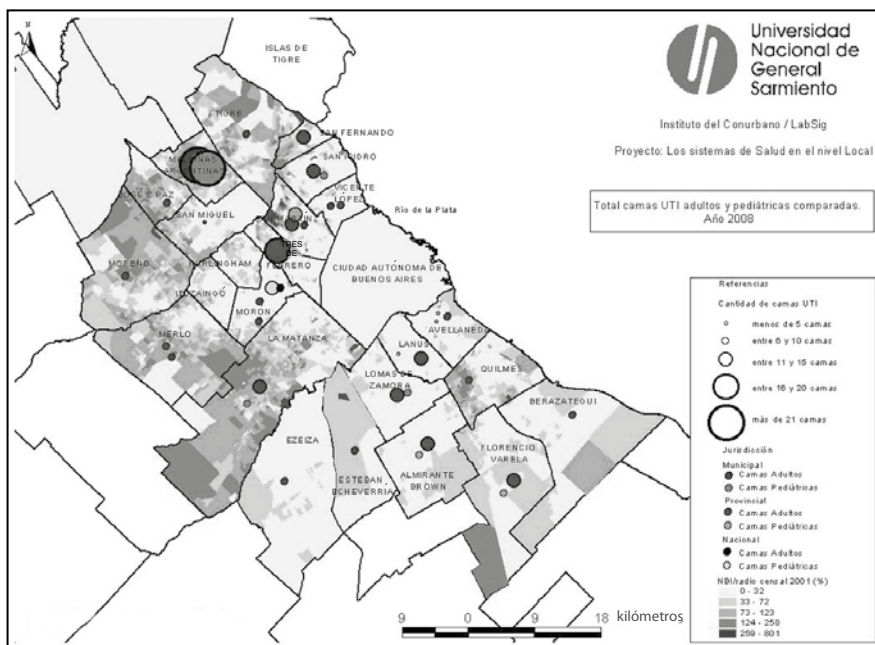 Universidad
Nacional de
General
Sarmiento
Instituto del Conurbano / LabSig
Proyecto: Los sistemas de Salud en el nivel Local
Total camas UTI adultos y pediátricas comparadas.
Año 2008
N
ISLAS DE
TIGRE
SAN FERNANDO
SAN ISIDRO
VICENTE
LOPEZ
Río de la Plata
SAN MIGUEL
TRES
DE
FEBRERO
CIUDAD AUTÓNOMA DE
BUENOS AIRES
MORENO
ITUZAINGÓ
MORÓN
MERLO
LA MATANZA
AVELLANEDA
LANUS
LOMAS DE
ZAMORA
QUILMES
BERAZATEGUI
EZEIZA
ESTEBAN
ECHEVERRIA
ALMIRANTE
BROWN
FLORENCIO
VARELA
Referencias
Cantidad de camas UTI
menos de 5 camas
entre 6 y 10 camas
entre 11 y 15 camas
entre 16 y 20 camas
más de 21 camas
Jurisdicción
Municipal
Camas Adultos
Camas Pediátricas
Provincial
Camas Adultos
Camas Pediátricas
Nacional
Camas Adultos
Camas Pediátricas
NBI/radio censal 2001 (%)
0 - 32
33 - 72
73 - 123
124 - 258
259 - 801
9 0 9 18 kilómetros